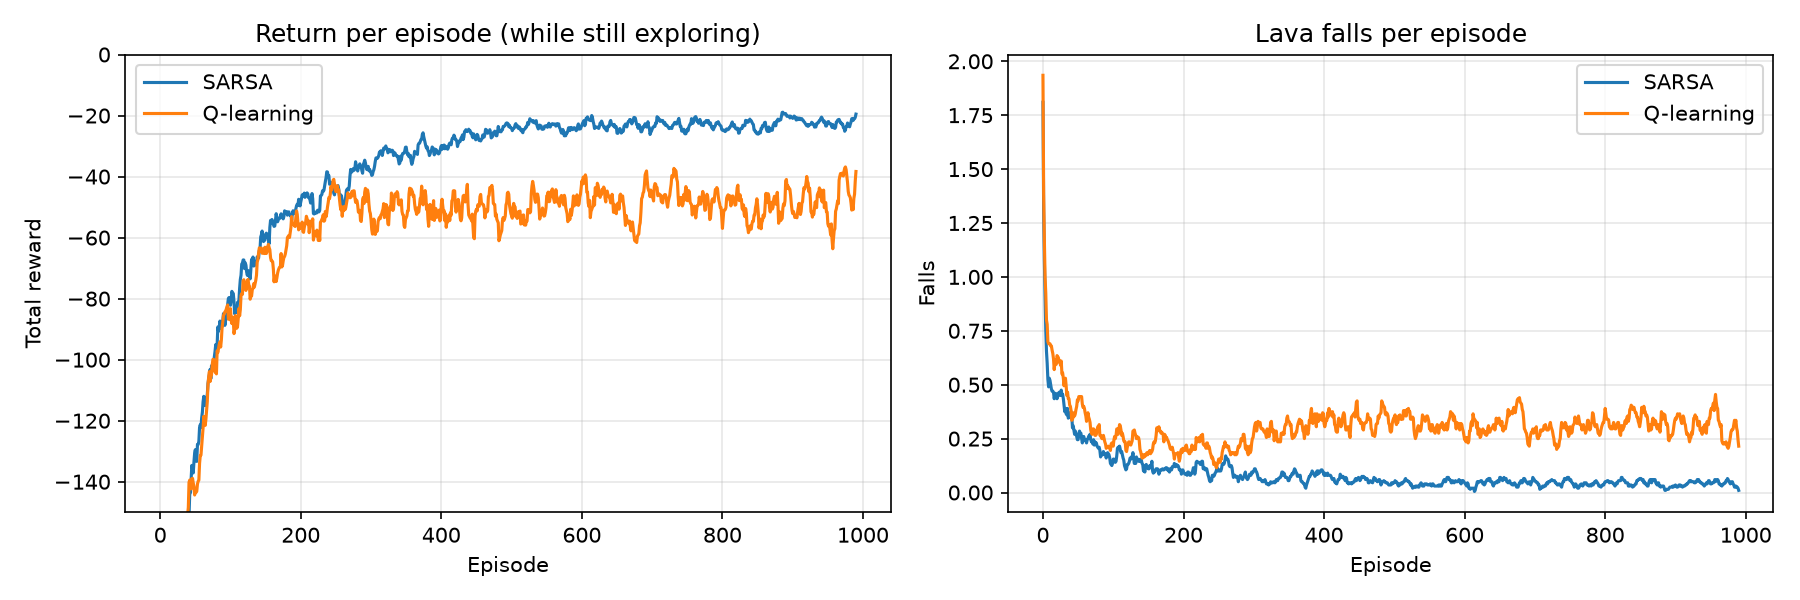 Return per episode (while still exploring)
0
−20
−40
−60
−80
−100
−120
−140
Total reward
SARSA
Q-learning
0
200
400
600
800
1000
Episode
Lava falls per episode
2.00
1.75
1.50
1.25
1.00
0.75
0.50
0.25
0.00
Falls
SARSA
Q-learning
0
200
400
600
800
1000
Episode